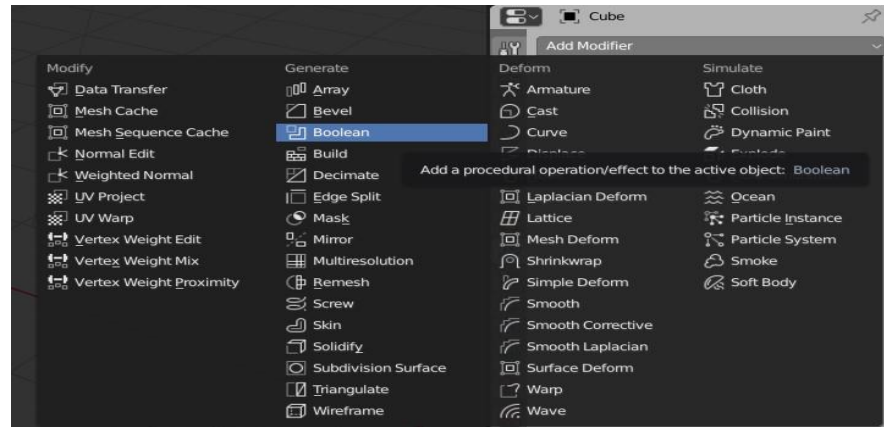 Cube
Add Modifier
Modify
Data Transfer
Mesh Cache
Mesh Sequence Cache
Normal Edit
Weighted Normal
UV Project
UV Warp
Vertex Weight Edit
Vertex Weight Mix
Vertex Weight Proximity
Generate
Array
Bevel
Boolean
Build
Decimate
Edge Split
Mask
Mirror
Multiresolution
Remesh
Screw
Skin
Solidify
Subdivision Surface
Triangulate
Wireframe
Deform
Armature
Cast
Curve
Displace
Add a procedural operation/effect to the active object: Boolean
Laplacian Deform
Lattice
Mesh Deform
Shrinkwrap
Simple Deform
Smooth
Smooth Corrective
Smooth Laplacian
Surface Deform
Warp
Wave
Simulate
Cloth
Collision
Dynamic Paint
Explode
Ocean
Particle Instance
Particle System
Smoke
Soft Body